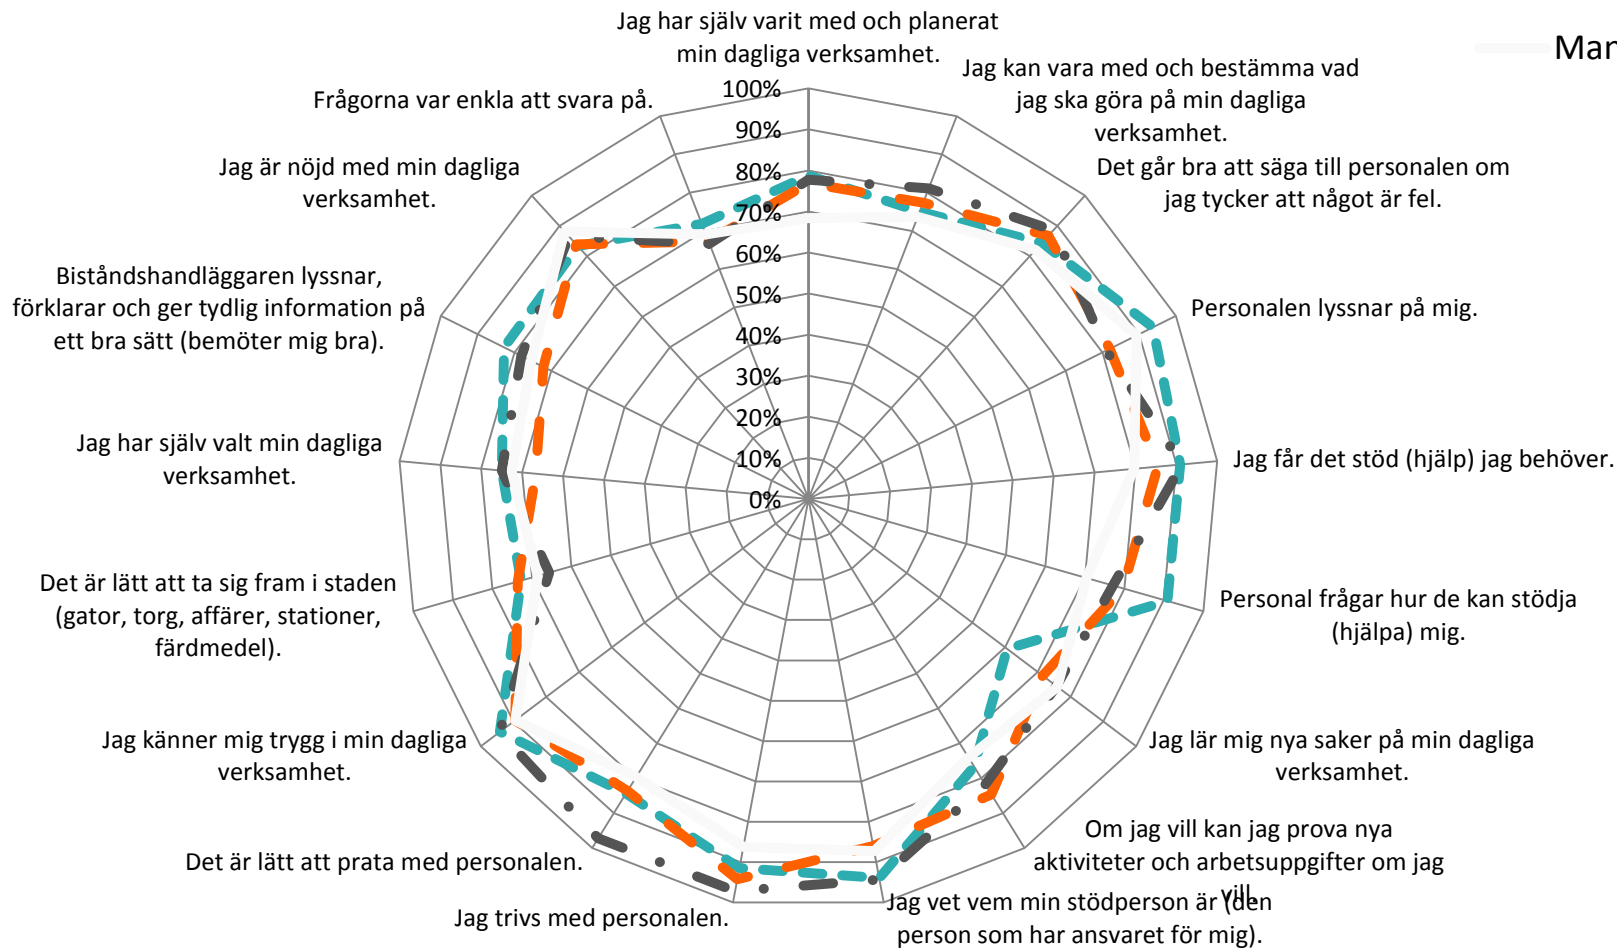 Jag har själv varit med och planerat
min dagliga verksamhet.
Man
Jag kan vara med och bestämma vad
jag ska göra på min dagliga
verksamhet.
Det går bra att säga till personalen om
jag tycker att något är fel.
Personalen lyssnar på mig.
Jag får det stöd (hjälp) jag behöver.
Personal frågar hur de kan stödja
(hjälpa) mig.
Jag lär mig nya saker på min dagliga
verksamhet.
Om jag vill kan jag prova nya
aktiviteter och arbetsuppgifter om jag
vill.
Jag vet vem min stödperson är (den
person som har ansvaret för mig).
Jag trivs med personalen.
Det är lätt att prata med personalen.
Jag känner mig trygg i min dagliga
verksamhet.
Det är lätt att ta sig fram i staden
(gator, torg, affärer, stationer,
färdmedel).
Jag har själv valt min dagliga
verksamhet.
Biståndshandläggaren lyssnar,
förklarar och ger tydlig information på
ett bra sätt (bemöter mig bra).
Jag är nöjd med min dagliga
verksamhet.
Frågorna var enkla att svara på.
100%
90%
80%
70%
60%
50%
40%
30%
20%
10%
0%